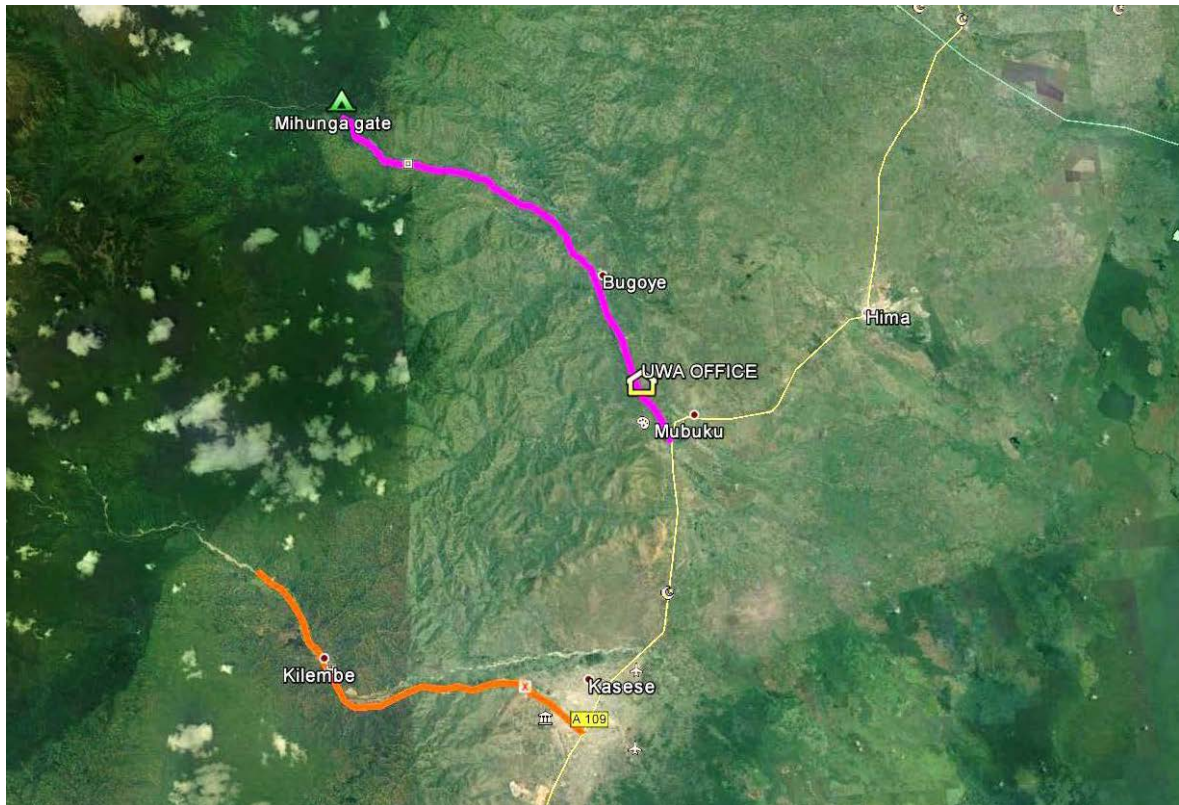 Mihunga gate
Bugoye
Hima
UWA OFFICE
Mubuku
Kilembe
X
Kasese
A 109